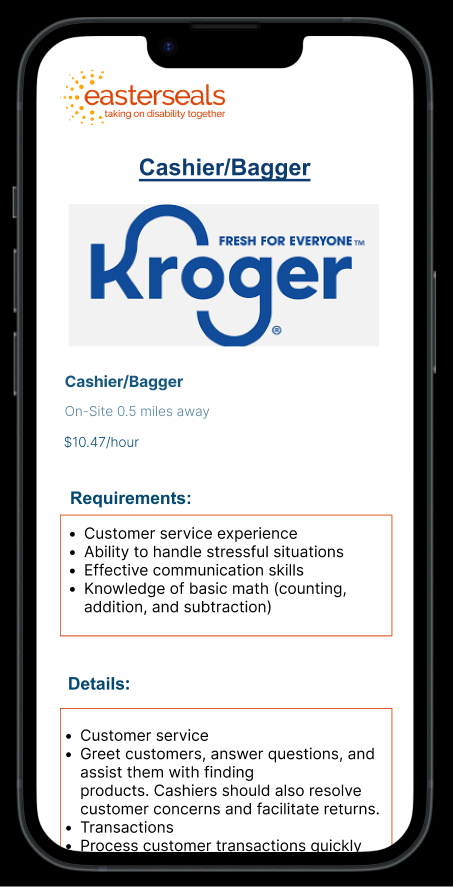 easterseals
taking on disability together
Cashier/Bagger
FRESH FOR EVERYONE™
Kroger
®
Cashier/Bagger
On-Site 0.5 miles away
$10.47/hour
Requirements:
• Customer service experience
• Ability to handle stressful situations
• Effective communication skills
• Knowledge of basic math (counting,
addition, and subtraction)
Details:
• Customer service
• Greet customers, answer questions, and
assist them with finding
products. Cashiers should also resolve
customer concerns and facilitate returns.
• Transactions
• Process customer transactions quickly